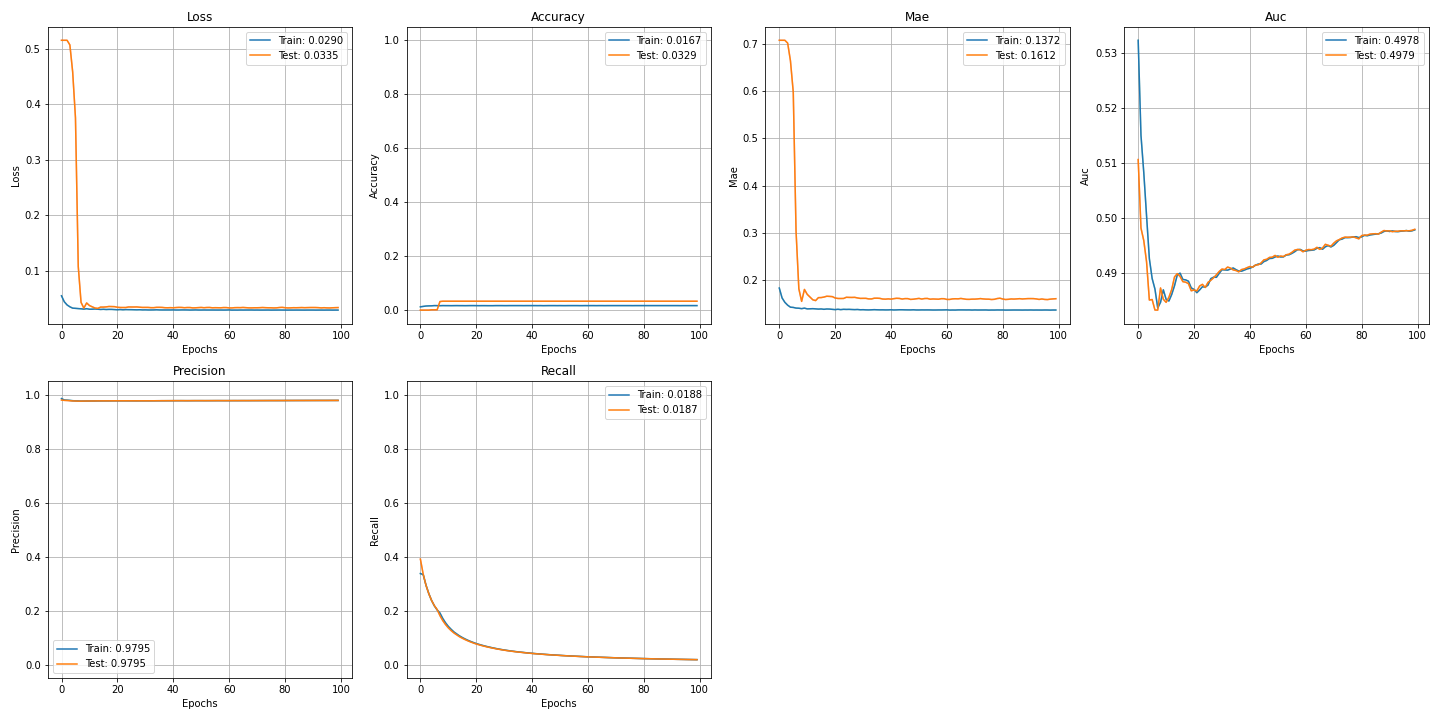 Loss
Loss
0.5
0.4
0.3
0.2
0.1
Train: 0.0290
Test: 0.0335
0 20 40 60 80 100
Epochs
Accuracy
Accuracy
1.0
0.8
0.6
0.4
0.2
0.0
Train: 0.0167
Test: 0.0329
0 20 40 60 80 100
Epochs
Mae
Mae
0.7
0.6
0.5
0.4
0.3
0.2
Train: 0.1372
Test: 0.1612
0 20 40 60 80 100
Epochs
Auc
Auc
0.53
0.52
0.51
0.50
0.49
Train: 0.4978
Test: 0.4979
0 20 40 60 80 100
Epochs
Precision
Precision
1.0
0.8
0.6
0.4
0.2
0.0
Train: 0.9795
Test: 0.9795
0 20 40 60 80 100
Epochs
Recall
Recall
1.0
0.8
0.6
0.4
0.2
0.0
Train: 0.0188
Test: 0.0187
0 20 40 60 80 100
Epochs